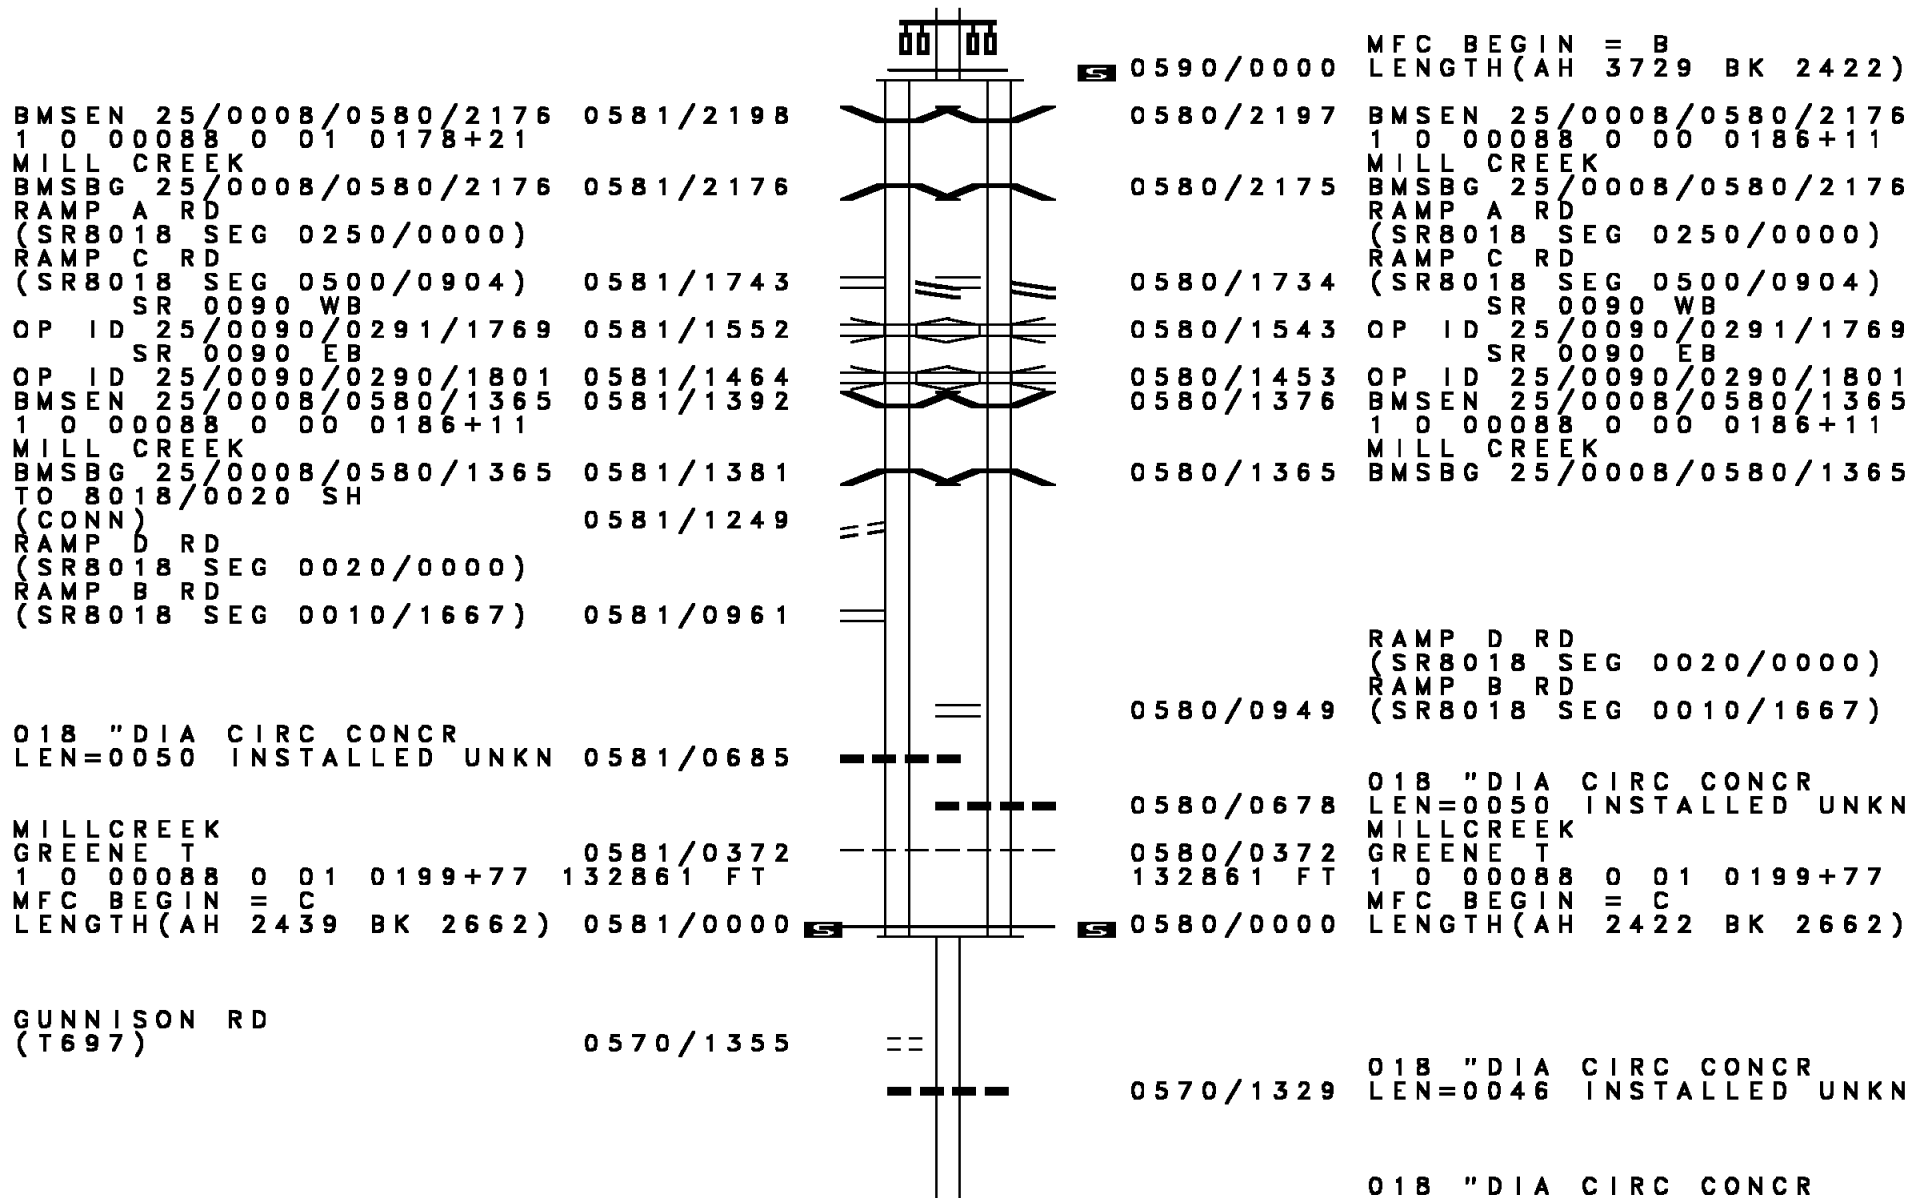 MFC BEGIN = B
S 0590/0000 LENGTH(AH 3729 BK 2422)
BMSEN 25/0008/0580/2176 0581/2198 0580/2197 BMSEN 25/0008/0580/2176
1 0 00088 0 01 0178+21 1 0 00088 0 00 0186+11
MILL CREEK MILL CREEK
BMSBG 25/0008/0580/2176 0581/2176 0580/2175 BMSBG 25/0008/0580/2176
RAMP A RD RAMP A RD
(SR8018 SEG 0250/0000) (SR8018 SEG 0250/0000)
RAMP C RD RAMP C RD
(SR8018 SEG 0500/0904) 0581/1743 0580/1734 (SR8018 SEG 0500/0904)
SR 0090 WB SR 0090 WB
OP ID 25/0090/0291/1769 0581/1552 0580/1543 OP ID 25/0090/0291/1769
SR 0090 EB SR 0090 EB
OP ID 25/0090/0290/1801 0581/1464 0580/1453 OP ID 25/0090/0290/1801
BMSEN 25/0008/0580/1365 0581/1392 0580/1376 BMSEN 25/0008/0580/1365
1 0 00088 0 00 0186+11 1 0 00088 0 00 0186+11
MILL CREEK MILL CREEK
BMSBG 25/0008/0580/1365 0581/1381 0580/1365 BMSBG 25/0008/0580/1365
TO 8018/0020 SH
(CONN) 0581/1249
RAMP D RD
(SR8018 SEG 0020/0000)
RAMP B RD
(SR8018 SEG 0010/1667) 0581/0961
RAMP D RD
(SR8018 SEG 0020/0000)
RAMP B RD
0580/0949 (SR8018 SEG 0010/1667)
018 "DIA CIRC CONCR
LEN=0050 INSTALLED UNKN 0581/0685
018 "DIA CIRC CONCR
0580/0678 LEN=0050 INSTALLED UNKN
MILLCREEK MILLCREEK
GREENE T 0581/0372 0580/0372 GREENE T
1 0 00088 0 01 0199+77 132861 FT 132861 FT 1 0 00088 0 01 0199+77
MFC BEGIN = C MFC BEGIN = C
LENGTH(AH 2439 BK 2662) 0581/0000 S S 0580/0000 LENGTH(AH 2422 BK 2662)
GUNNISON RD
(T697) 0570/1355
018 "DIA CIRC CONCR
0570/1329 LEN=0046 INSTALLED UNKN
018 "DIA CIRC CONCR